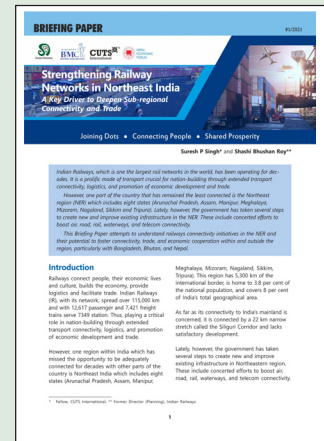 BRIEFING PAPER
#1/2023
BMC
CUTS
International
Strengthening Railway
Networks in Northeast India
A Key Driver to Deepen Sub-regional
Connectivity and Trade
Joining Dots • Connecting People • Shared Prosperity
Suresh P Singh* and Shashi Bhushan Roy**
Indian Railways, which is one the largest rail networks in the world, has been operating for dec-
ades. It is a prolific mode of transport crucial for nation-building through extended transport
connectivity, logistics, and promotion of economic development and trade.
However, one part of the country that has remained the least connected is the Northeast
region (NER) which includes eight states (Arunachal Pradesh, Assam, Manipur, Meghalaya,
Mizoram, Nagaland, Sikkim and Tripura). Lately, however, the government has taken several steps
to create new and improve existing infrastructure in the NER. These include concerted efforts to
boost air, road, rail, waterways, and telecom connectivity.
This Briefing Paper attempts to understand railways connectivity initiatives in the NER and
their potential to foster connectivity, trade, and economic cooperation within and outside the
region, particularly with Bangladesh, Bhutan, and Nepal.
Introduction
Railways connect people, their economic lives
and culture, builds the economy, provide
logistics and facilitate trade. Indian Railways
(IR), with its network, spread over 115,000 km
and with 12,617 passenger and 7,421 freight
trains serve 7349 station. Thus, playing a critical
role in nation-building through extended
transport connectivity, logistics, and promotion
of economic development and trade.
However, one region within India which has
missed the opportunity to be adequately
connected for decades with other parts of the
country is Northeast India which includes eight
states (Arunachal Pradesh, Assam, Manipur,
Meghalaya, Mizoram, Nagaland, Sikkim,
Tripura). This region has 5,300 km of the
international border, is home to 3.8 per cent of
the national population, and covers 8 per cent
of India's total geographical area.
As far as its connectivity to India's mainland is
concerned, it is connected by a 22 km narrow
stretch called the Siliguri Corridor and lacks
satisfactory development.
Lately, however, the government has taken
several steps to create new and improve
existing infrastructure in Northeastern region.
These include concerted efforts to boost air,
road, rail, waterways, and telecom connectivity.
* Fellow, CUTS International. ** Former Director (Planning), Indian Railways
1